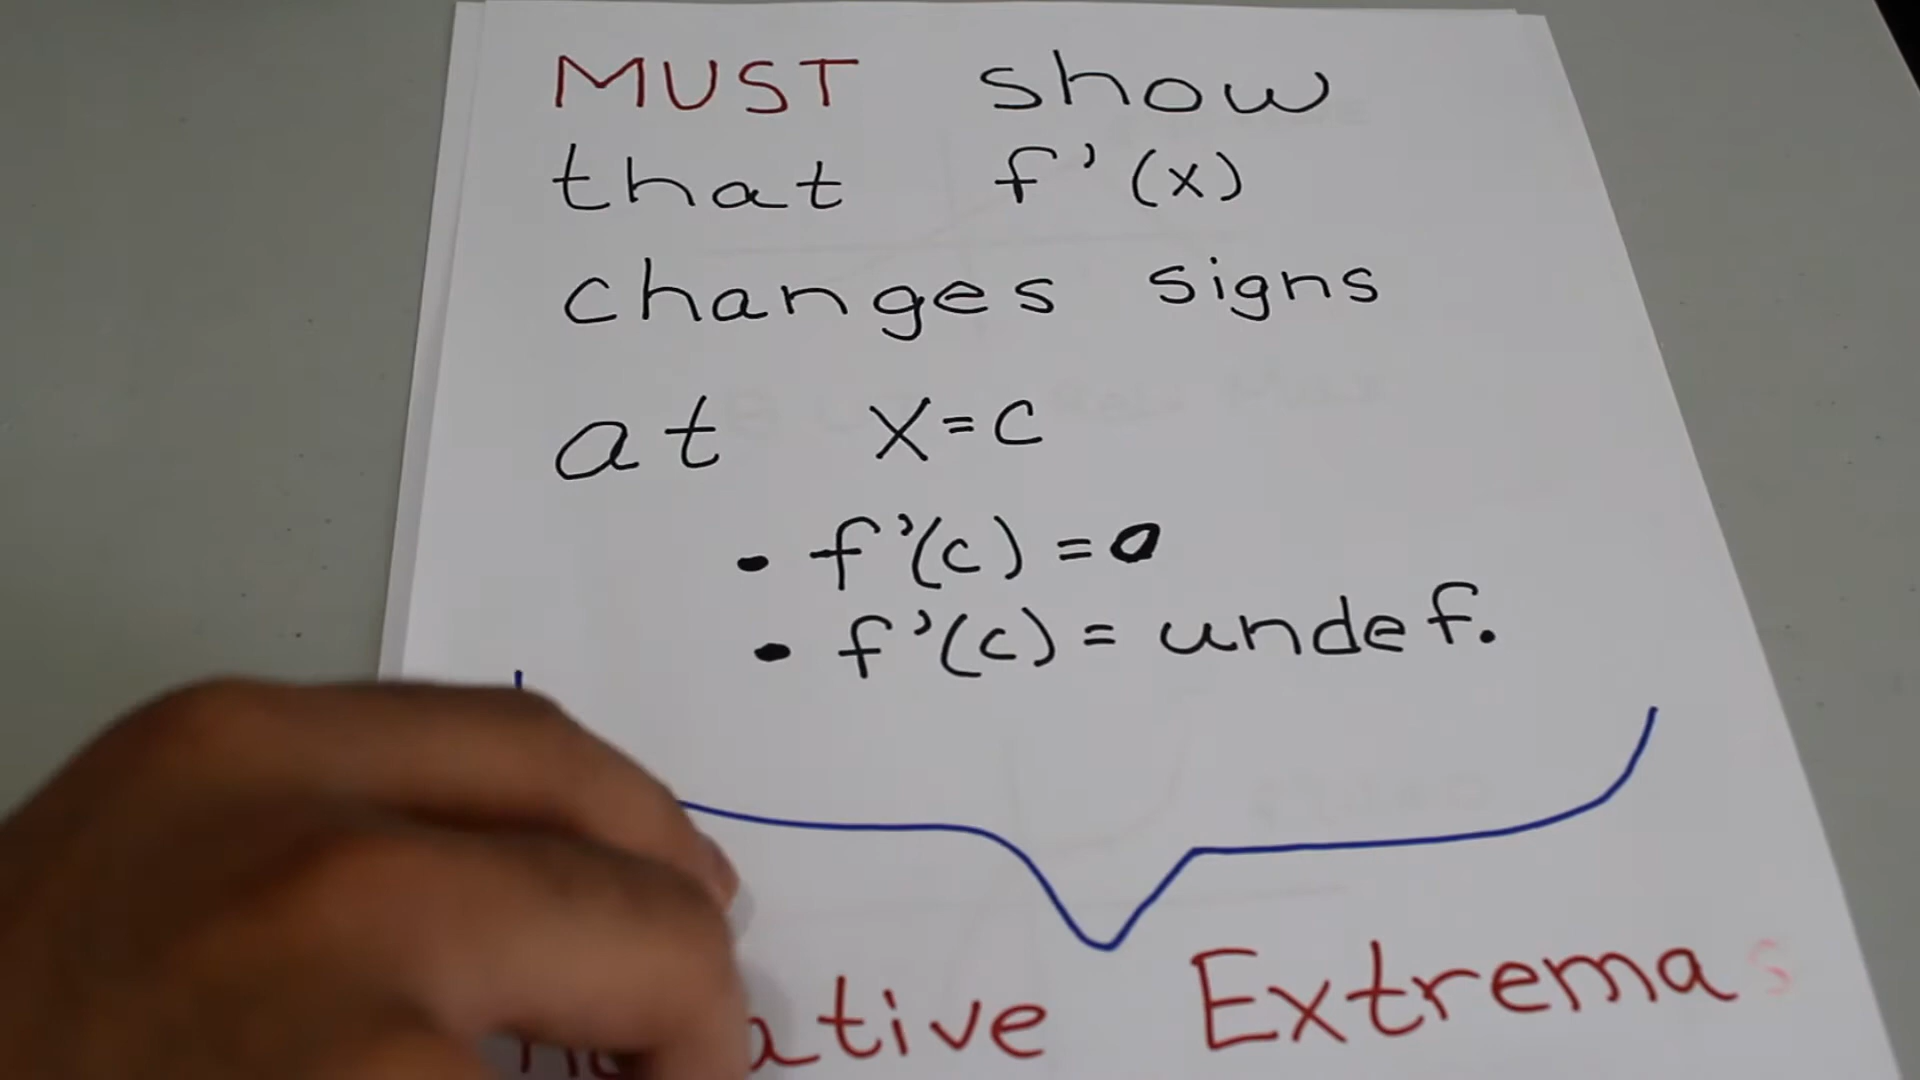 MUST show
that f'(x)
changes signs
at x=c
• f'(c) = 0
• f'(c) = undef.
Extrema